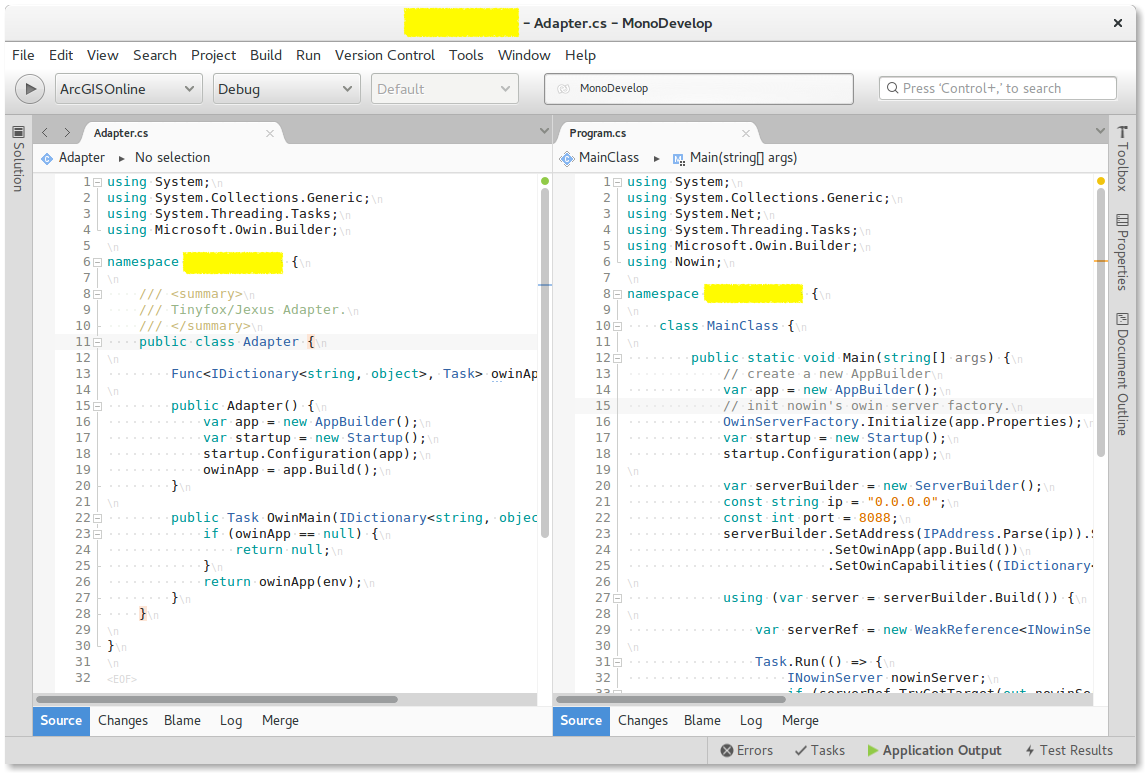 – Adapter.cs – MonoDevelop
File Edit View Search Project Build Run Version Control Tools Window Help
ArcGISOnline Debug Default MonoDevelop Press 'Control+,' to search
Solution
Adapter.cs
Adapter ▸ No selection
1 using System;\n
2 using System.Collections.Generic;\n
3 using System.Threading.Tasks;\n
4 using Microsoft.Owin.Builder;\n
5 \n
6 namespace {\n
7 \n
8 /// <summary>\n
9 /// Tinyfox/Jexus Adapter.\n
10 /// </summary>\n
11 public class Adapter {\n
12 \n
13 Func<IDictionary<string, object>, Task> owinAp
14 \n
15 public Adapter() {\n
16 var app = new AppBuilder();\n
17 var startup = new Startup();\n
18 startup.Configuration(app);\n
19 owinApp = app.Build();\n
20 }\n
21 \n
22 public Task OwinMain(IDictionary<string, objec
23 if (owinApp == null) {\n
24 return null;\n
25 }\n
26 return owinApp(env);\n
27 }\n
28 }\n
29 \n
30 }\n
31 \n
32 <EOF>
Source Changes Blame Log Merge
Program.cs
MainClass ▸ Main(string[] args)
1 using System;\n
2 using System.Collections.Generic;\n
3 using System.Net;\n
4 using System.Threading.Tasks;\n
5 using Microsoft.Owin.Builder;\n
6 using Nowin;\n
7 \n
8 namespace {\n
9 \n
10 class MainClass {\n
11 \n
12 public static void Main(string[] args) {\n
13 // create a new AppBuilder\n
14 var app = new AppBuilder();\n
15 // init nowin's owin server factory.\n
16 OwinServerFactory.Initialize(app.Properties);\n
17 var startup = new Startup();\n
18 startup.Configuration(app);\n
19 \n
20 var serverBuilder = new ServerBuilder();\n
21 const string ip = "0.0.0.0";\n
22 const int port = 8088;\n
23 serverBuilder.SetAddress(IPAddress.Parse(ip)).S
24 .SetOwinApp(app.Build())\n
25 .SetOwinCapabilities((IDictionary<
26 \n
27 using (var server = serverBuilder.Build()) {\n
28 \n
29 var serverRef = new WeakReference<INowinSe
30 \n
31 Task.Run(() => {\n
32 INowinServer nowinServer;\n
33 if (serverRef.TryGetTarget(out nowinSe
Source Changes Blame Log Merge
Toolbox
Properties
Document Outline
Errors Tasks Application Output Test Results